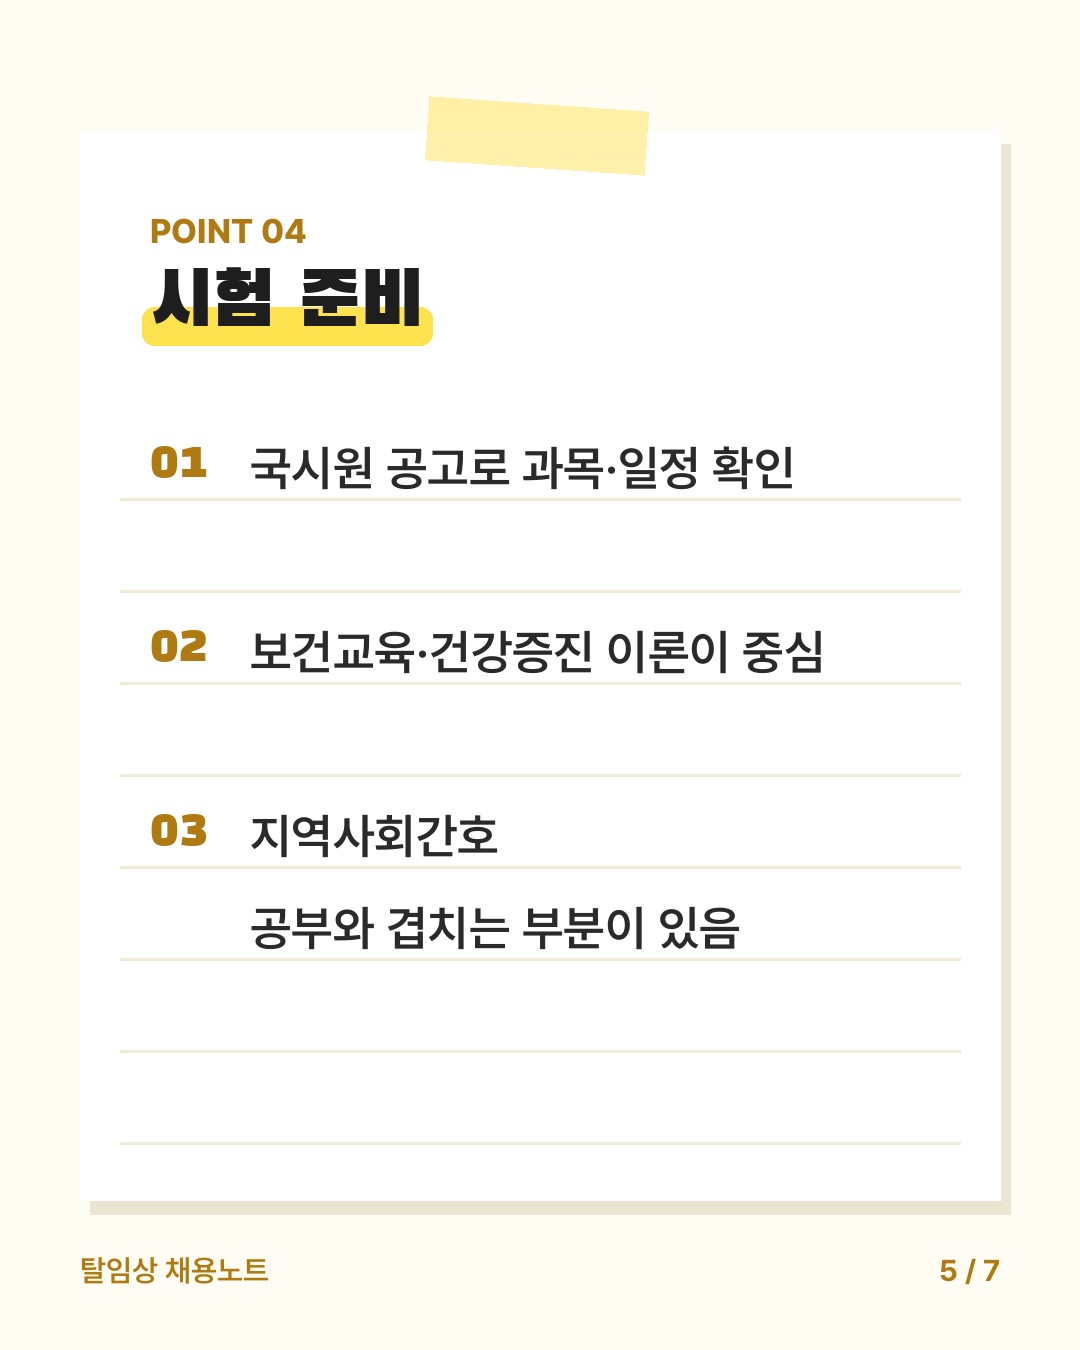 POINT 04
시험 준비
01 국시원 공고로 과목·일정 확인
02 보건교육·건강증진 이론이 중심
03 지역사회간호
공부와 겹치는 부분이 있음
탈임상 채용노트
5 / 7